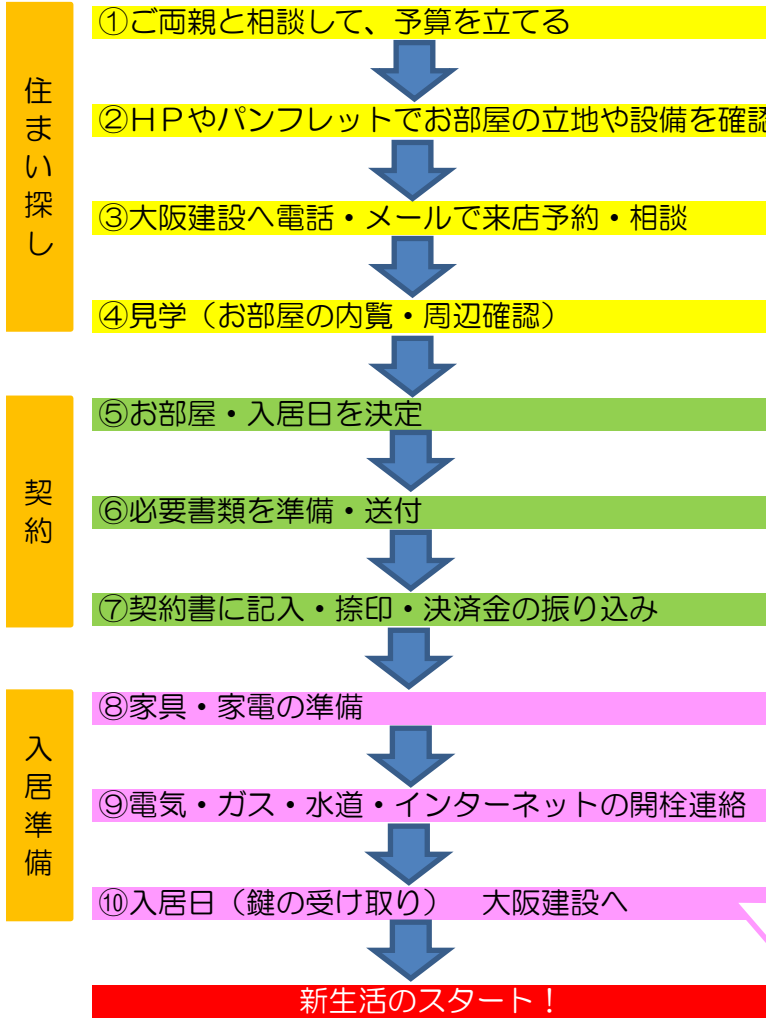 住まい探し
①ご両親と相談して、予算を立てる
②ＨＰやパンフレットでお部屋の立地や設備を確認
③大阪建設へ電話・メールで来店予約・相談
④見学（お部屋の内覧・周辺確認）
契約
⑤お部屋・入居日を決定
⑥必要書類を準備・送付
⑦契約書に記入・捺印・決済金の振り込み
入居準備
⑧家具・家電の準備
⑨電気・ガス・水道・インターネットの開栓連絡
⑩入居日（鍵の受け取り）　大阪建設へ
新生活のスタート！